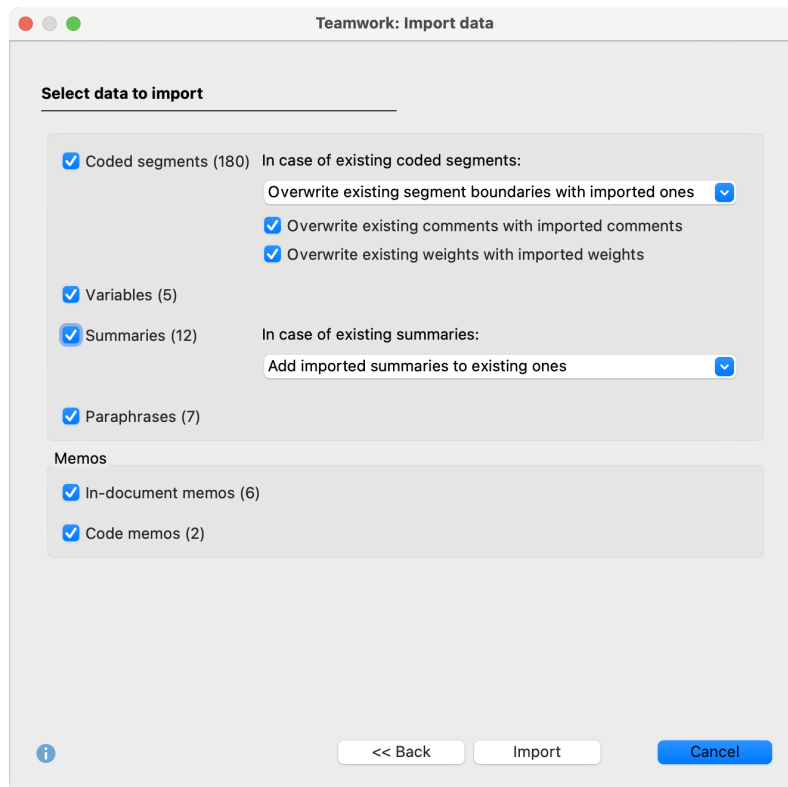 Teamwork: Import data
Select data to import
Coded segments (180)
In case of existing coded segments:
Overwrite existing segment boundaries with imported ones
Overwrite existing comments with imported comments
Overwrite existing weights with imported weights
Variables (5)
Summaries (12)
In case of existing summaries:
Add imported summaries to existing ones
Paraphrases (7)
Memos
In-document memos (6)
Code memos (2)
<< Back
Import
Cancel